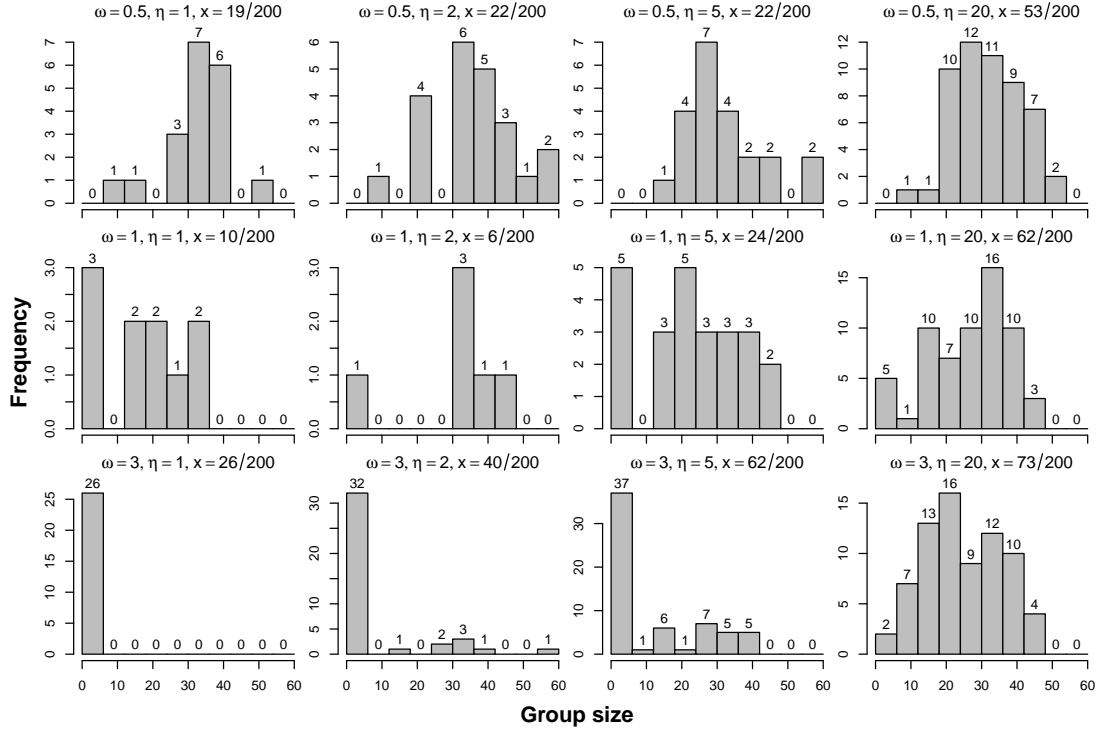 ω = 0.5, η = 1, x = 19/200
7
6
5
4
3
2
1
0
0 1 1 0 3 7 6 0 1 0
ω = 0.5, η = 2, x = 22/200
6
5
4
3
2
1
0
0 1 0 4 0 6 5 3 1 2
ω = 0.5, η = 5, x = 22/200
7
6
5
4
3
2
1
0
0 0 1 4 7 4 2 2 0 2
ω = 0.5, η = 20, x = 53/200
12
10
8
6
4
2
0
0 1 1 10 12 11 9 7 2 0
ω = 1, η = 1, x = 10/200
3.0
2.0
1.0
0.0
3 0 2 2 1 2 0 0 0 0
ω = 1, η = 2, x = 6/200
3.0
2.0
1.0
0.0
1 0 0 0 0 3 1 1 0 0
ω = 1, η = 5, x = 24/200
5
4
3
2
1
0
5 0 3 5 3 3 3 2 0 0
ω = 1, η = 20, x = 62/200
15
10
5
0
5 1 10 7 10 16 10 3 0 0
ω = 3, η = 1, x = 26/200
25
20
15
10
5
0
26 0 0 0 0 0 0 0 0 0
0 10 20 30 40 50 60
ω = 3, η = 2, x = 40/200
30
20
10
5
0
32 0 1 0 2 3 1 0 0 1
0 10 20 30 40 50 60
ω = 3, η = 5, x = 62/200
30
20
10
0
37 1 6 1 7 5 5 0 0 0
0 10 20 30 40 50 60
ω = 3, η = 20, x = 73/200
15
10
5
0
2 7 13 16 9 12 10 4 0 0
0 10 20 30 40 50 60
Frequency
Group size